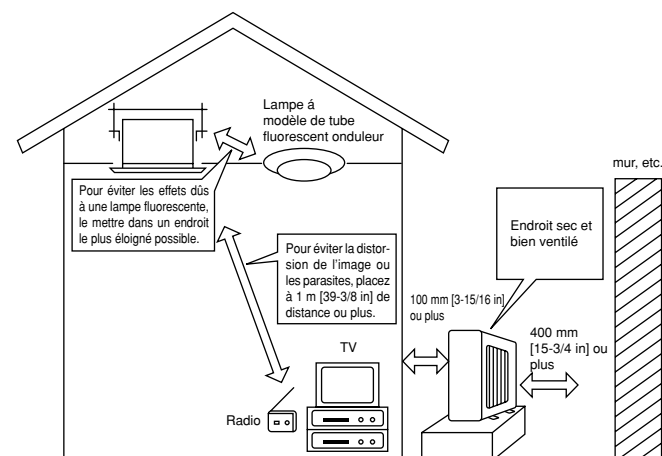 Lampe á
modèle de tube
fluorescent onduleur
mur, etc.
Pour éviter les effets dûs
à une lampe fluorescente,
le mettre dans un endroit
le plus éloigné possible.
Endroit sec et
bien ventilé
Pour éviter la distor-
sion de l'image ou
les parasites, placez
à 1 m [39-3/8 in] de
distance ou plus.
100 mm [3-15/16 in]
ou plus
400 mm
[15-3/4 in] ou
plus
TV
Radio